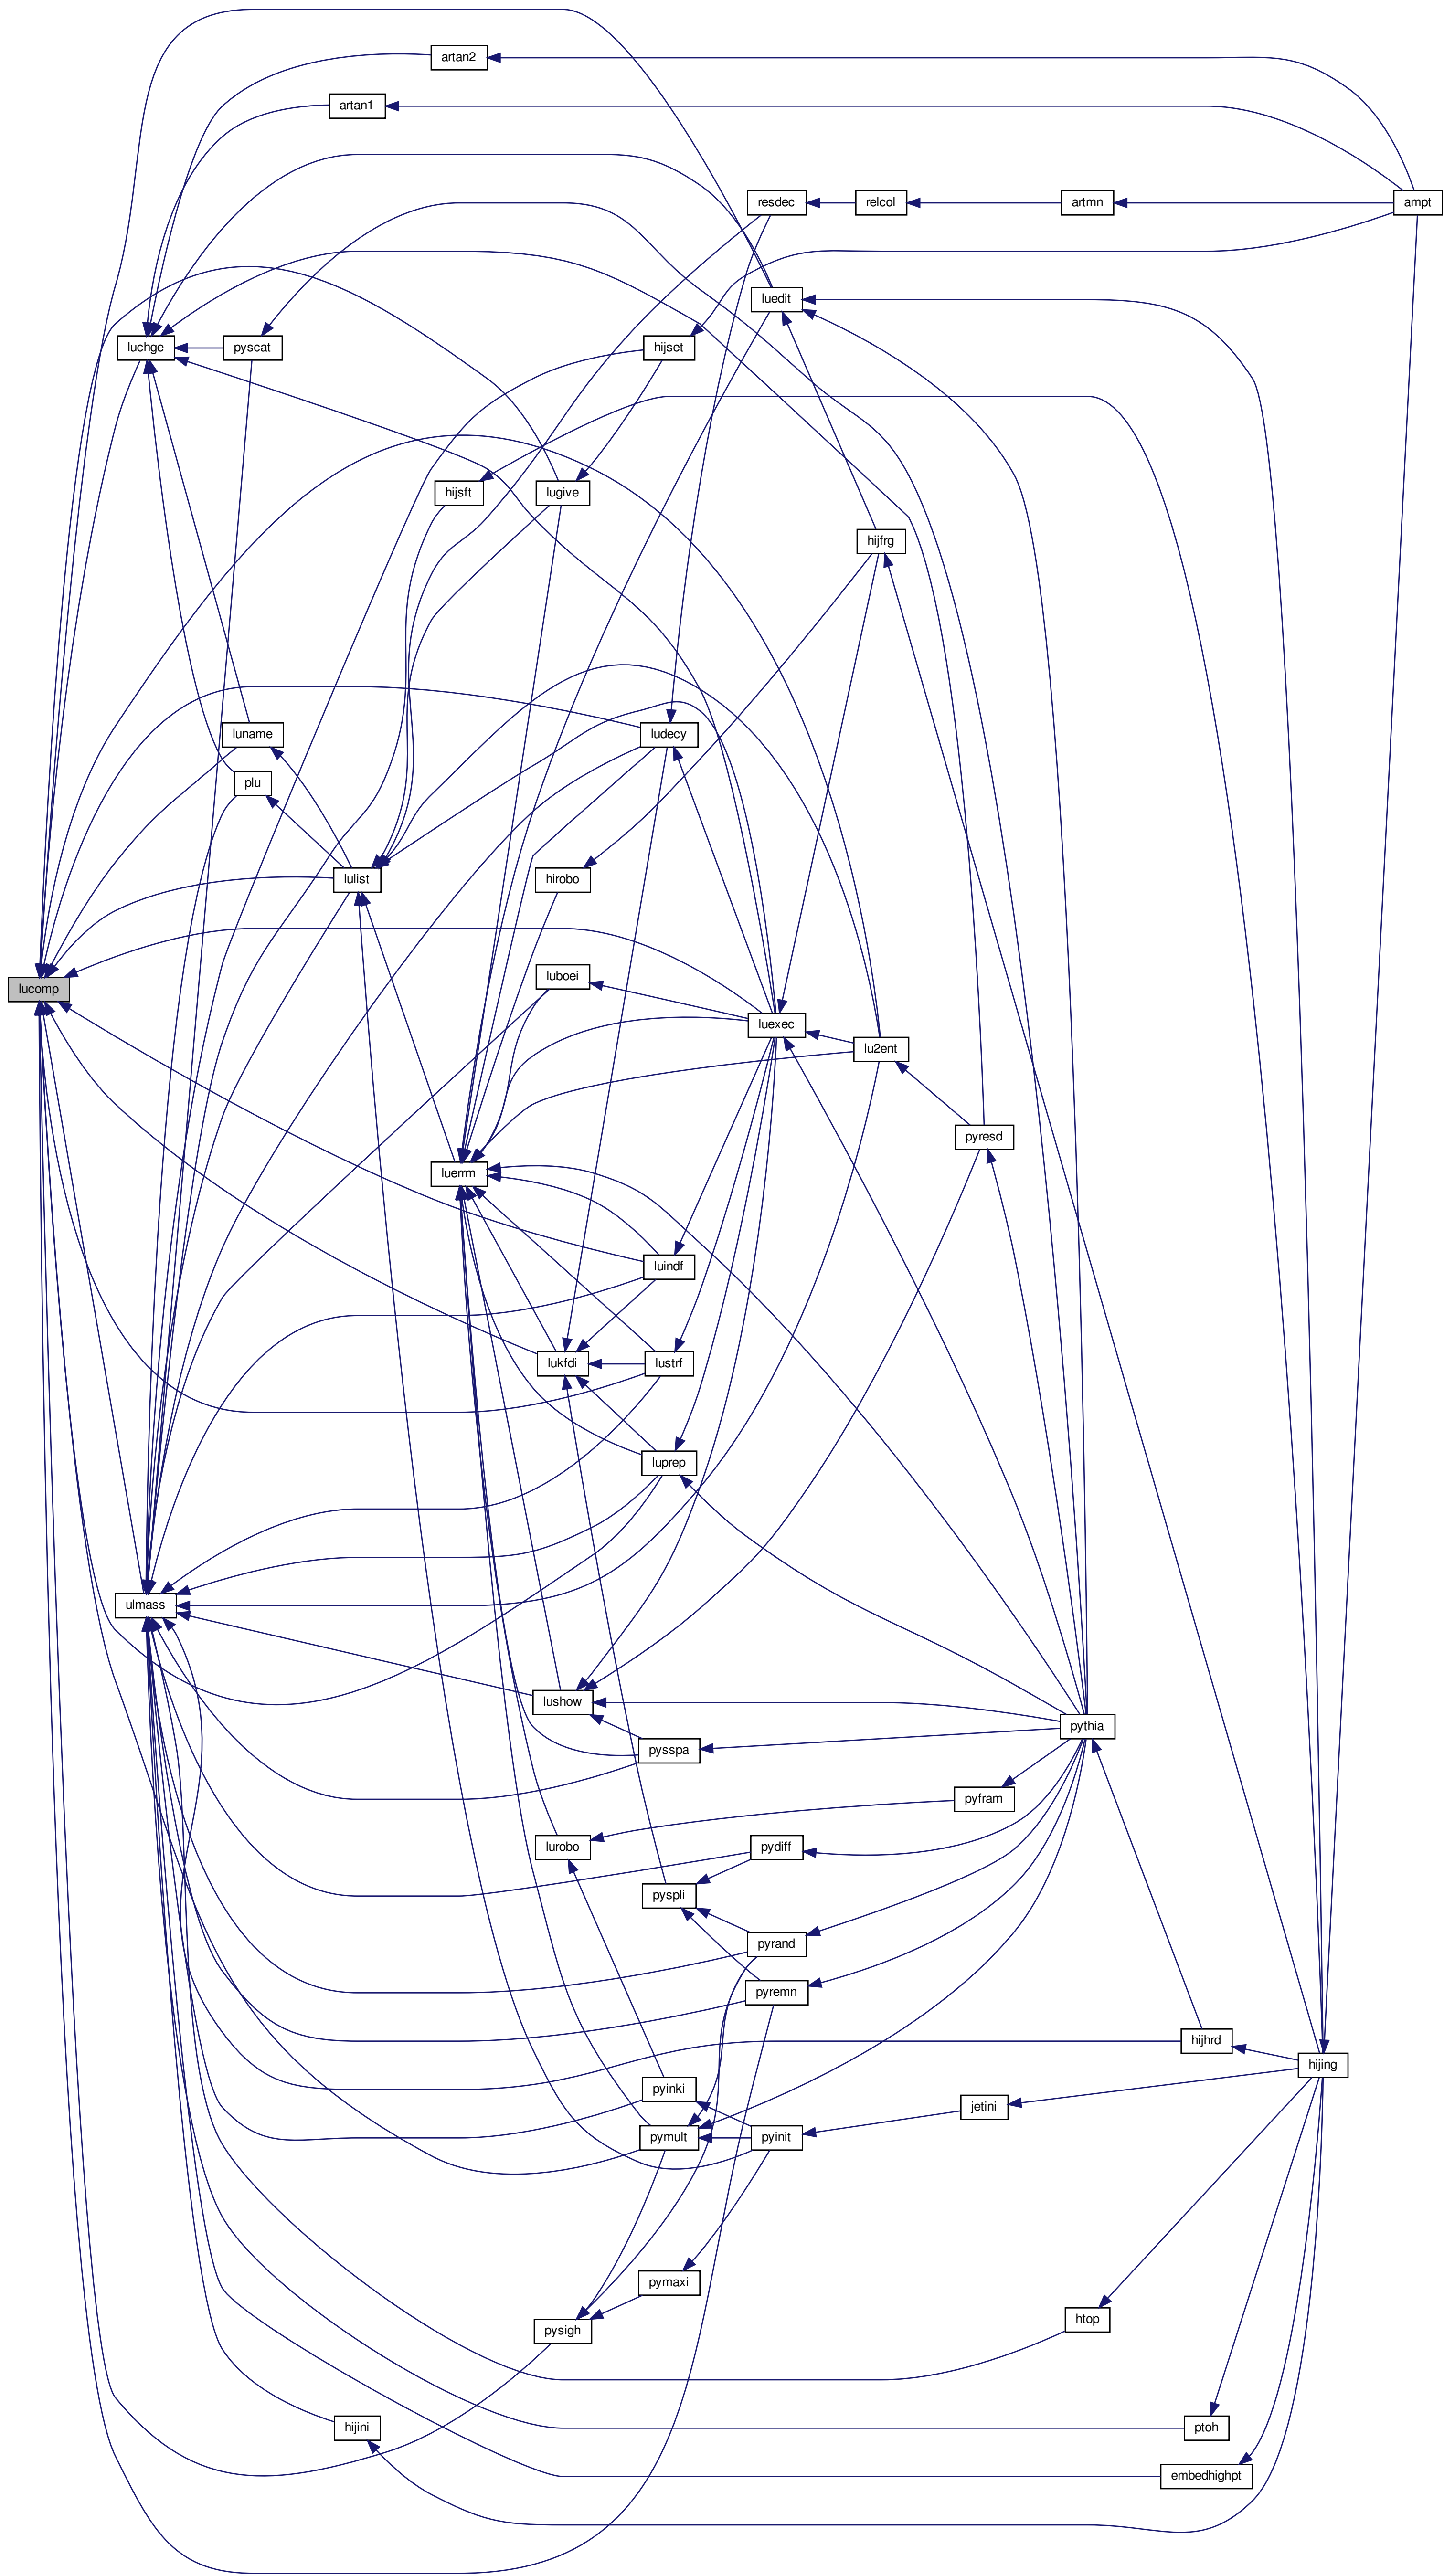 artan2
artan1
resdec
relcol
artmn
ampt
luedit
luchge
pyscat
hijset
hijsft
lugive
hijfrg
luname
ludecy
plu
lulist
hirobo
lucomp
luboei
luexec
lu2ent
pyresd
luerrm
luindf
lukfdi
lustrf
luprep
ulmass
lushow
pythia
pysspa
pyfram
lurobo
pydiff
pyspli
pyrand
pyremn
hijhrd
hijing
pyinki
jetini
pymult
pyinit
pymaxi
htop
pysigh
hijini
ptoh
embedhighpt